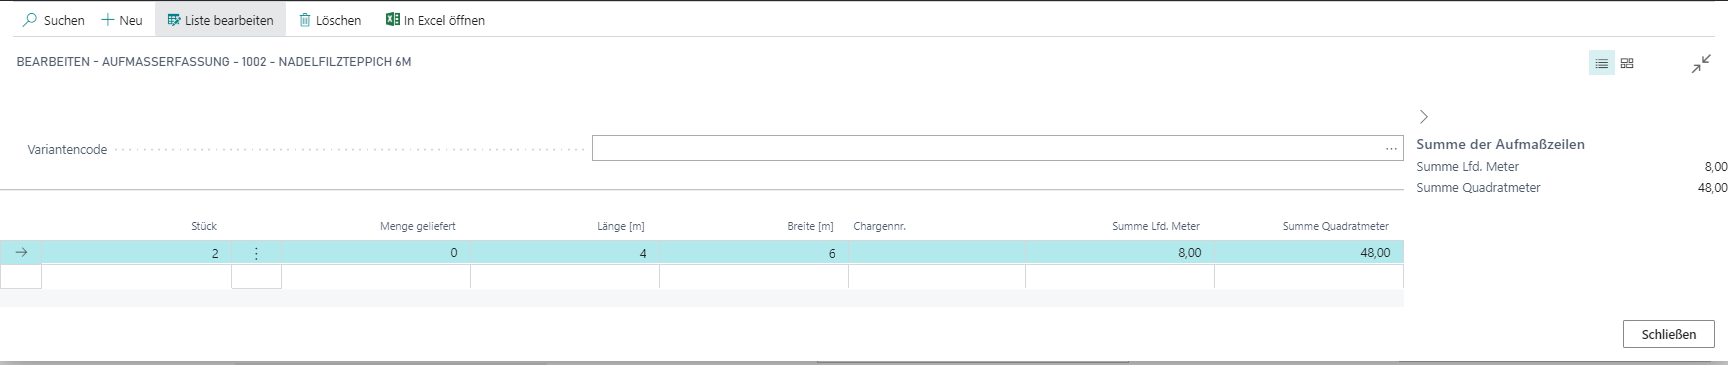 Suchen Neu Liste bearbeiten Löschen In Excel öffnen
BEARBEITEN - AUFMASSERFASSUNG - 1002 - NADELFILZTEPPICH 6M
Variantencode
Summe der Aufmaßzeilen
Summe Lfd. Meter 8,00
Summe Quadratmeter 48,00
Stück Menge geliefert Länge [m] Breite [m] Chargennr. Summe Lfd. Meter Summe Quadratmeter
2 0 4 6 8,00 48,00
Schließen